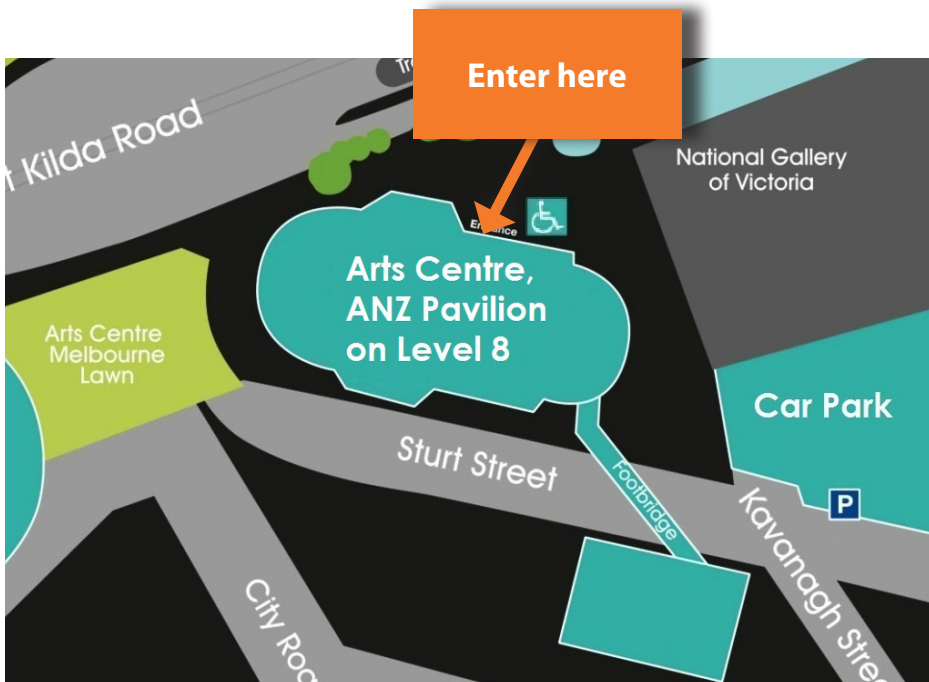 Enter here
t Kilda Road
National Gallery
of Victoria
Arts Centre,
ANZ Pavilion
on Level 8
Arts Centre
Melbourne
Lawn
Car Park
Sturt Street
Footbridge
P
Kavanagh Stree
City Roa